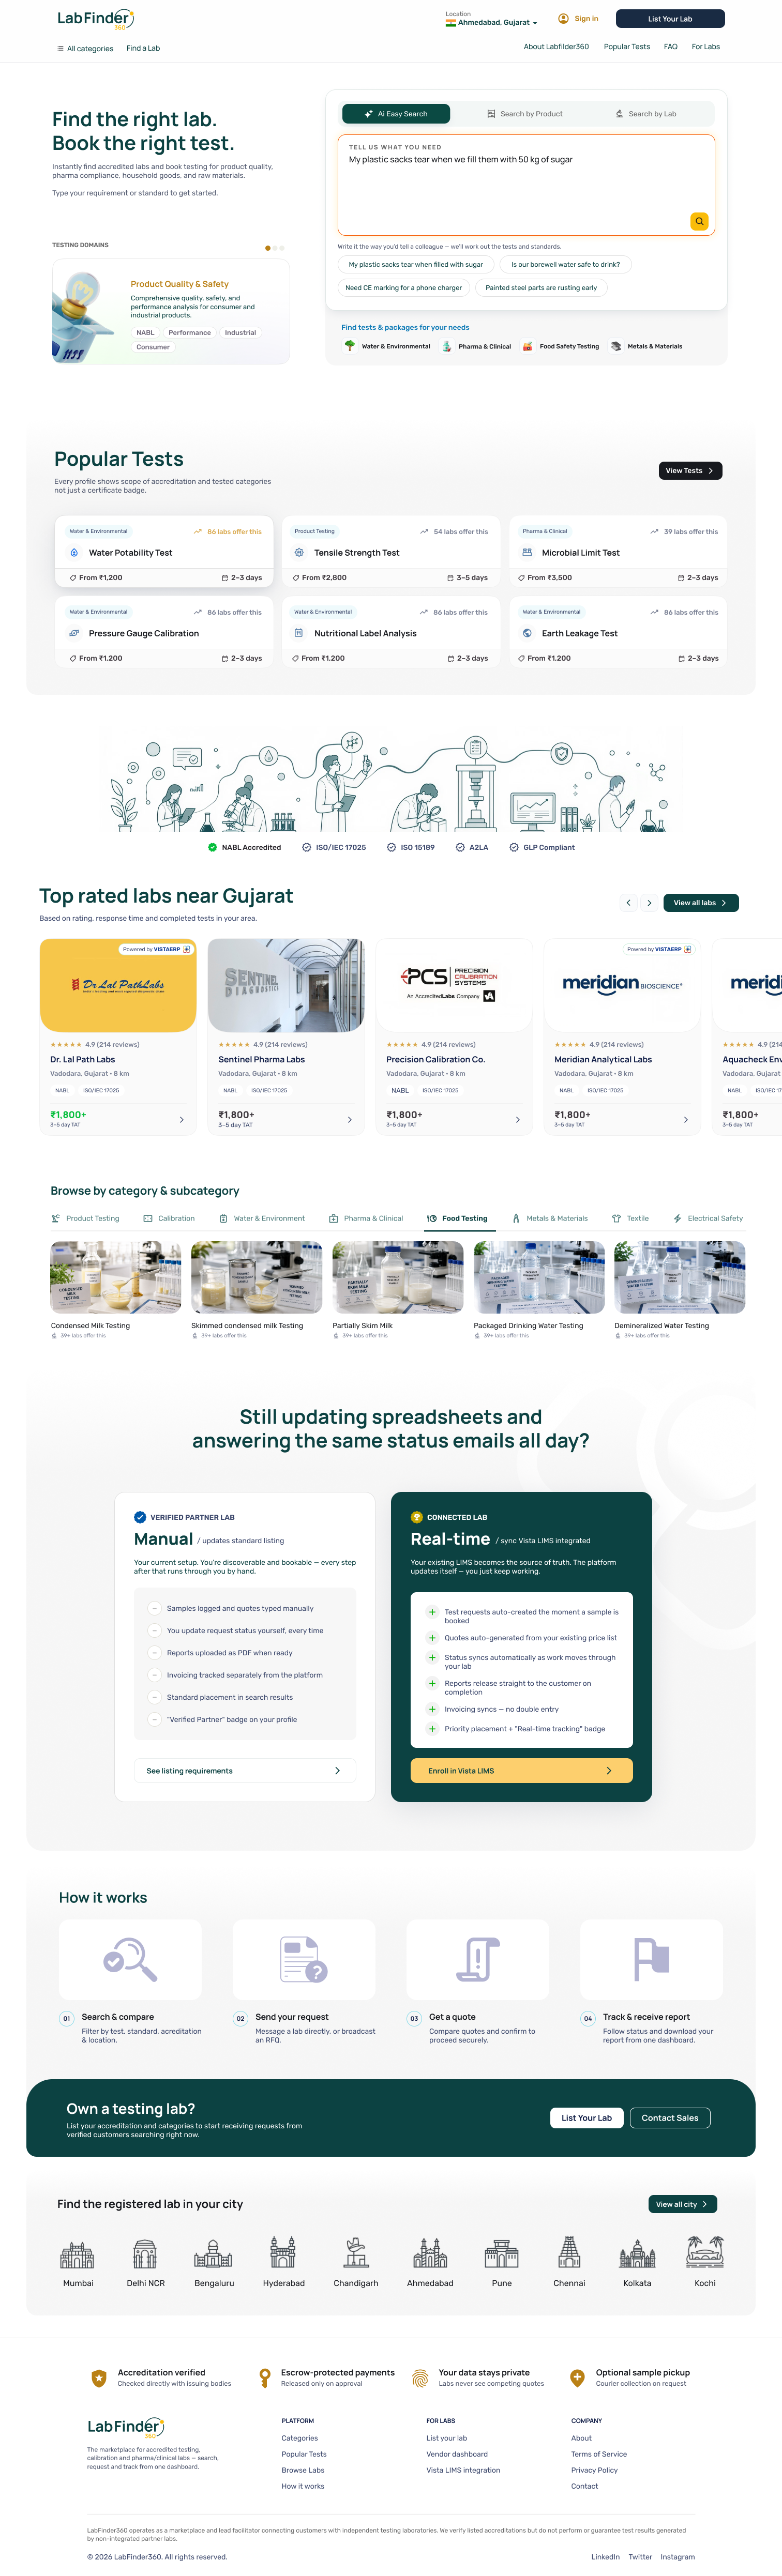 LabFinder
360
Location
Ahmedabad, Gujarat
Sign in
List Your Lab
All categories
Find a Lab
About Labfilder360
Popular Tests
FAQ
For Labs
Find the right lab.
Book the right test.
Instantly find accredited labs and book testing for product quality,
pharma compliance, household goods, and raw materials.
Type your requirement or standard to get started.
TESTING DOMAINS
Product Quality & Safety
Comprehensive quality, safety, and
performance analysis for consumer and
industrial products.
NABL
Performance
Industrial
Consumer
Ai Easy Search
Search by Product
Search by Lab
TELL US WHAT YOU NEED
My plastic sacks tear when we fill them with 50 kg of sugar
Write it the way you'd tell a colleague — we'll work out the tests and standards.
My plastic sacks tear when filled with sugar
Is our borewell water safe to drink?
Need CE marking for a phone charger
Painted steel parts are rusting early
Find tests & packages for your needs
Water & Environmental
Pharma & Clinical
Food Safety Testing
Metals & Materials
Popular Tests
Every profile shows scope of accreditation and tested categories
not just a certificate badge.
View Tests
Water & Environmental
86 labs offer this
Water Potability Test
From ₹1,200
2–3 days
Product Testing
54 labs offer this
Tensile Strength Test
From ₹2,800
3–5 days
Pharma & Clinical
39 labs offer this
Microbial Limit Test
From ₹3,500
2–3 days
Water & Environmental
86 labs offer this
Pressure Gauge Calibration
From ₹1,200
2–3 days
Water & Environmental
86 labs offer this
Nutritional Label Analysis
From ₹1,200
2–3 days
Water & Environmental
86 labs offer this
Earth Leakage Test
From ₹1,200
2–3 days
NABL Accredited
ISO/IEC 17025
ISO 15189
A2LA
GLP Compliant
Top rated labs near Gujarat
Based on rating, response time and completed tests in your area.
View all labs
Powered by VISTAERP
Dr Lal PathLabs
4.9 (214 reviews)
Dr. Lal Path Labs
Vadodara, Gujarat • 8 km
NABL
ISO/IEC 17025
₹1,800+
3–5 day TAT
SENTINEL
DIAGNOSTICS
4.9 (214 reviews)
Sentinel Pharma Labs
Vadodara, Gujarat • 8 km
NABL
ISO/IEC 17025
₹1,800+
3–5 day TAT
PCS
PRECISION
CALIBRATION
SYSTEMS
An AccreditedLabs Company
4.9 (214 reviews)
Precision Calibration Co.
Vadodara, Gujarat • 8 km
NABL
ISO/IEC 17025
₹1,800+
3–5 day TAT
Powred by VISTAERP
meridian BIOSCIENCE
4.9 (214 reviews)
Meridian Analytical Labs
Vadodara, Gujarat • 8 km
NABL
ISO/IEC 17025
₹1,800+
3–5 day TAT
4.9 (214
Aquacheck Env
Vadodara, Gujarat
NABL
ISO/IEC 17
₹1,800+
3–5 day TAT
Browse by category & subcategory
Product Testing
Calibration
Water & Environment
Pharma & Clinical
Food Testing
Metals & Materials
Textile
Electrical Safety
CONDENSED
MILK
TESTING
PARTIALLY
SKIM MILK
TESTING
Condensed Milk Testing
39+ labs offer this
Skimmed condensed milk Testing
39+ labs offer this
Partially Skim Milk
39+ labs offer this
Packaged Drinking Water Testing
39+ labs offer this
Demineralized Water Testing
39+ labs offer this
Still updating spreadsheets and
answering the same status emails all day?
VERIFIED PARTNER LAB
Manual / updates standard listing
Your current setup. You're discoverable and bookable — every step
after that runs through you by hand.
Samples logged and quotes typed manually
You update request status yourself, every time
Reports uploaded as PDF when ready
Invoicing tracked separately from the platform
Standard placement in search results
"Verified Partner" badge on your profile
See listing requirements
CONNECTED LAB
Real-time / sync Vista LIMS integrated
Your existing LIMS becomes the source of truth. The platform
updates itself — you just keep working.
Test requests auto-created the moment a sample is
booked
Quotes auto-generated from your existing price list
Status syncs automatically as work moves through
your lab
Reports release straight to the customer on
completion
Invoicing syncs — no double entry
Priority placement + "Real-time tracking" badge
Enroll in Vista LIMS
How it works
01
Search & compare
Filter by test, standard, acreditation
& location.
02
Send your request
Message a lab directly, or broadcast
an RFQ.
03
Get a quote
Compare quotes and confirm to
proceed securely.
04
Track & receive report
Follow status and download your
report from one dashboard.
Own a testing lab?
List your accreditation and categories to start receiving requests from
verified customers searching right now.
List Your Lab
Contact Sales
Find the registered lab in your city
View all city
Mumbai
Delhi NCR
Bengaluru
Hyderabad
Chandigarh
Ahmedabad
Pune
Chennai
Kolkata
Kochi
Accreditation verified
Checked directly with issuing bodies
Escrow-protected payments
Released only on approval
Your data stays private
Labs never see competing quotes
Optional sample pickup
Courier collection on request
LabFinder
360
The marketplace for accredited testing,
calibration and pharma/clinical labs — search,
request and track from one dashboard.
PLATFORM
Categories
Popular Tests
Browse Labs
How it works
FOR LABS
List your lab
Vendor dashboard
Vista LIMS integration
COMPANY
About
Terms of Service
Privacy Policy
Contact
LabFinder360 operates as a marketplace and lead facilitator connecting customers with independent testing laboratories. We verify listed accreditations but do not perform or guarantee test results generated
by non-integrated partner labs.
© 2026 LabFinder360. All rights reserved.
LinkedIn
Twitter
Instagram